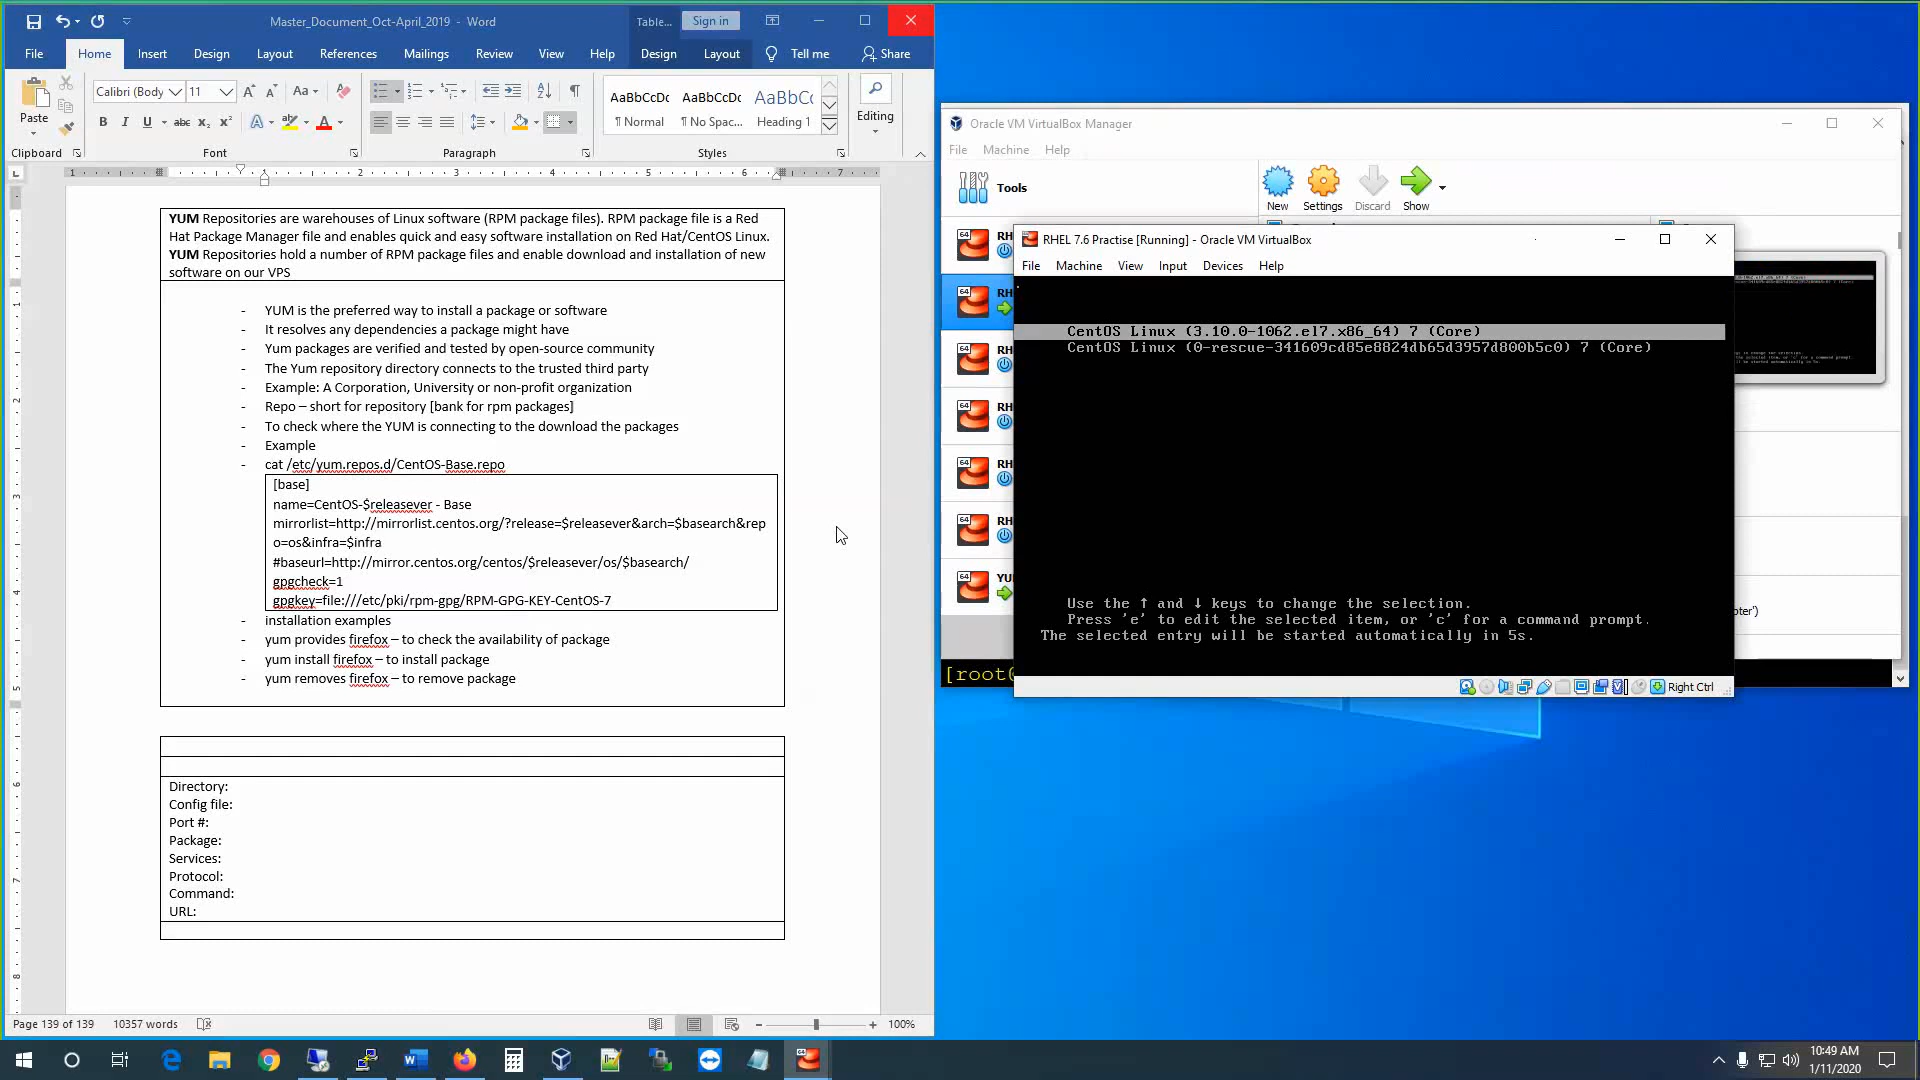 Master_Document_Oct-April_2019 - Word
Table...
Sign in
File
Home
Insert
Design
Layout
References
Mailings
Review
View
Help
Design
Layout
Tell me
Share
Paste
Calibri (Body
11
Aa
B I U abc x₂ x²
AaBbCcDc
AaBbCcDc
AaBbCc
¶ Normal
¶ No Spac...
Heading 1
Editing
Clipboard
Font
Paragraph
Styles
YUM Repositories are warehouses of Linux software (RPM package files). RPM package file is a Red
Hat Package Manager file and enables quick and easy software installation on Red Hat/CentOS Linux.
YUM Repositories hold a number of RPM package files and enable download and installation of new
software on our VPS
- YUM is the preferred way to install a package or software
- It resolves any dependencies a package might have
- Yum packages are verified and tested by open-source community
- The Yum repository directory connects to the trusted third party
- Example: A Corporation, University or non-profit organization
- Repo – short for repository [bank for rpm packages]
- To check where the YUM is connecting to the download the packages
- Example
- cat /etc/yum.repos.d/CentOS-Base.repo
[base]
name=CentOS-$releasever - Base
mirrorlist=http://mirrorlist.centos.org/?release=$releasever&arch=$basearch&rep
o=os&infra=$infra
#baseurl=http://mirror.centos.org/centos/$releasever/os/$basearch/
gpgcheck=1
gpgkey=file:///etc/pki/rpm-gpg/RPM-GPG-KEY-CentOS-7
- installation examples
- yum provides firefox – to check the availability of package
- yum install firefox – to install package
- yum removes firefox – to remove package
Directory:
Config file:
Port #:
Package:
Services:
Protocol:
Command:
URL:
Page 139 of 139
10357 words
100%
Oracle VM VirtualBox Manager
File
Machine
Help
Tools
New
Settings
Discard
Show
RH
RH
RH
RH
RH
RH
YU
oter')
[root@
RHEL 7.6 Practise [Running] - Oracle VM VirtualBox
File
Machine
View
Input
Devices
Help
CentOS Linux (3.10.0-1062.el7.x86_64) 7 (Core)
CentOS Linux (0-rescue-341609cd85e8824db65d3957d800b5c0) 7 (Core)
Use the ↑ and ↓ keys to change the selection.
Press 'e' to edit the selected item, or 'c' for a command prompt.
The selected entry will be started automatically in 5s.
Right Ctrl
10:49 AM
1/11/2020